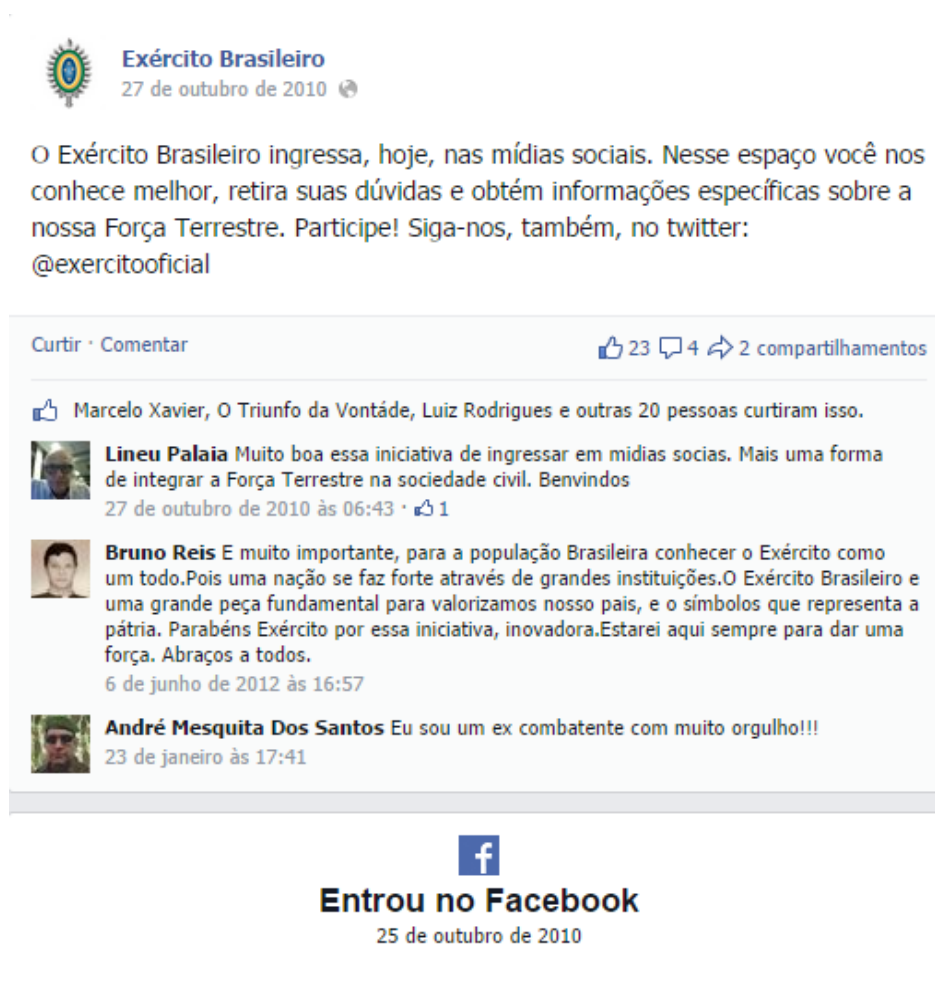 Exército Brasileiro
27 de outubro de 2010
O Exército Brasileiro ingressa, hoje, nas mídias sociais. Nesse espaço você nos
conhece melhor, retira suas dúvidas e obtém informações específicas sobre a
nossa Força Terrestre. Participe! Siga-nos, também, no twitter:
@exercitooficial
Curtir · Comentar 23 4 2 compartilhamentos
Marcelo Xavier, O Triunfo da Vontáde, Luiz Rodrigues e outras 20 pessoas curtiram isso.
Lineu Palaia Muito boa essa iniciativa de ingressar em midias socias. Mais uma forma
de integrar a Força Terrestre na sociedade civil. Benvindos
27 de outubro de 2010 às 06:43 · 1
Bruno Reis E muito importante, para a população Brasileira conhecer o Exército como
um todo.Pois uma nação se faz forte através de grandes instituições.O Exército Brasileiro e
uma grande peça fundamental para valorizamos nosso pais, e o símbolos que representa a
pátria. Parabéns Exército por essa iniciativa, inovadora.Estarei aqui sempre para dar uma
força. Abraços a todos.
6 de junho de 2012 às 16:57
André Mesquita Dos Santos Eu sou um ex combatente com muito orgulho!!!
23 de janeiro às 17:41
f
Entrou no Facebook
25 de outubro de 2010